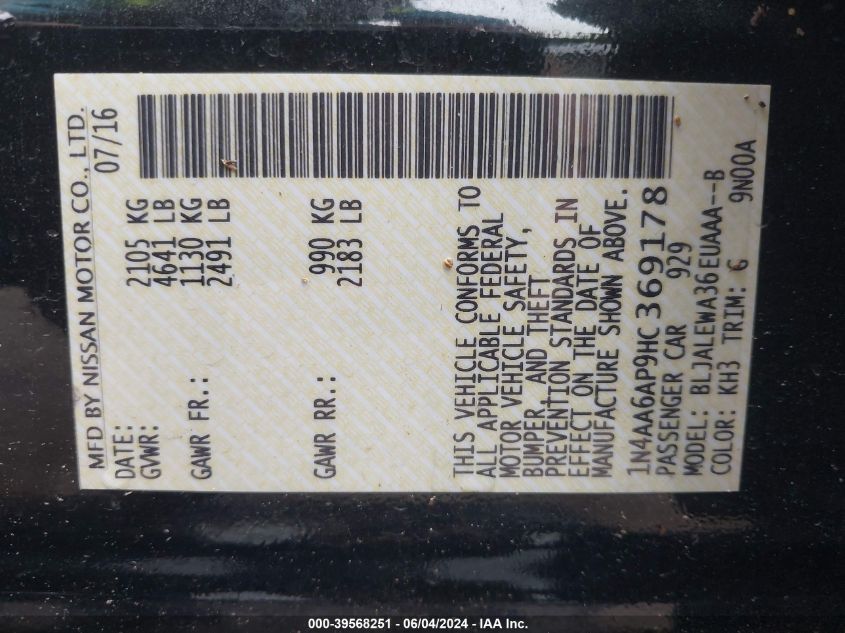 MFD BY NISSAN MOTOR CO., LTD.
DATE: 07/16
GVWR: 2105 KG
4641 LB
GAWR FR.: 1130 KG
2491 LB
GAWR RR.: 990 KG
2183 LB
THIS VEHICLE CONFORMS TO
ALL APPLICABLE FEDERAL
MOTOR VEHICLE SAFETY,
BUMPER, AND THEFT
PREVENTION STANDARDS IN
EFFECT ON THE DATE OF
MANUFACTURE SHOWN ABOVE.
1N4AA6AP9HC369178
PASSENGER CAR 929
MODEL: BLJALEWA36EUAAA--B
COLOR: KH3 TRIM: G 9N00A
000-39568251 - 06/04/2024 - IAA Inc.